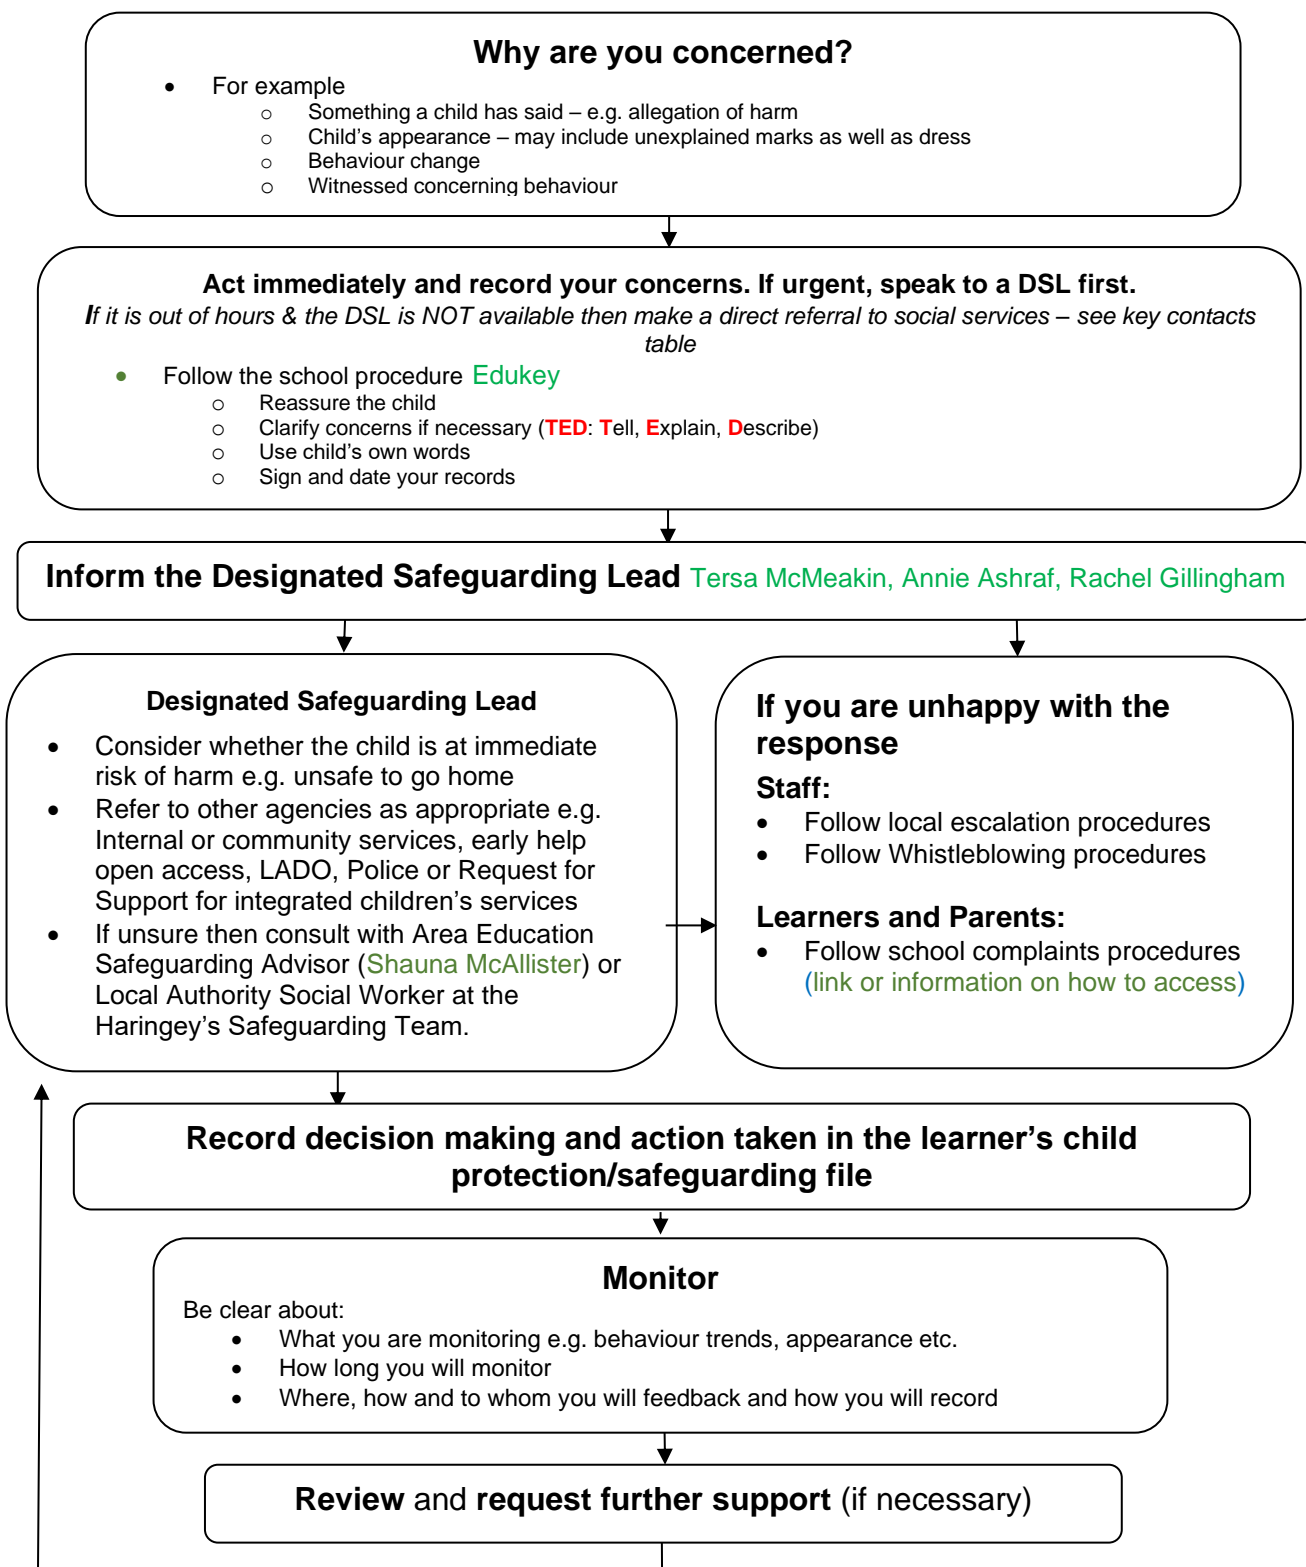 Why are you concerned?
• For example
o Something a child has said – e.g. allegation of harm
o Child's appearance – may include unexplained marks as well as dress
o Behaviour change
o Witnessed concerning behaviour
Act immediately and record your concerns. If urgent, speak to a DSL first.
If it is out of hours & the DSL is NOT available then make a direct referral to social services – see key contacts
table
• Follow the school procedure Edukey
o Reassure the child
o Clarify concerns if necessary (TED: Tell, Explain, Describe)
o Use child's own words
o Sign and date your records
Inform the Designated Safeguarding Lead Tersa McMeakin, Annie Ashraf, Rachel Gillingham
Designated Safeguarding Lead
• Consider whether the child is at immediate
risk of harm e.g. unsafe to go home
• Refer to other agencies as appropriate e.g.
Internal or community services, early help
open access, LADO, Police or Request for
Support for integrated children's services
• If unsure then consult with Area Education
Safeguarding Advisor (Shauna McAllister) or
Local Authority Social Worker at the
Haringey's Safeguarding Team.
If you are unhappy with the
response
Staff:
• Follow local escalation procedures
• Follow Whistleblowing procedures
Learners and Parents:
• Follow school complaints procedures
(link or information on how to access)
Record decision making and action taken in the learner's child
protection/safeguarding file
Monitor
Be clear about:
• What you are monitoring e.g. behaviour trends, appearance etc.
• How long you will monitor
• Where, how and to whom you will feedback and how you will record
Review and request further support (if necessary)